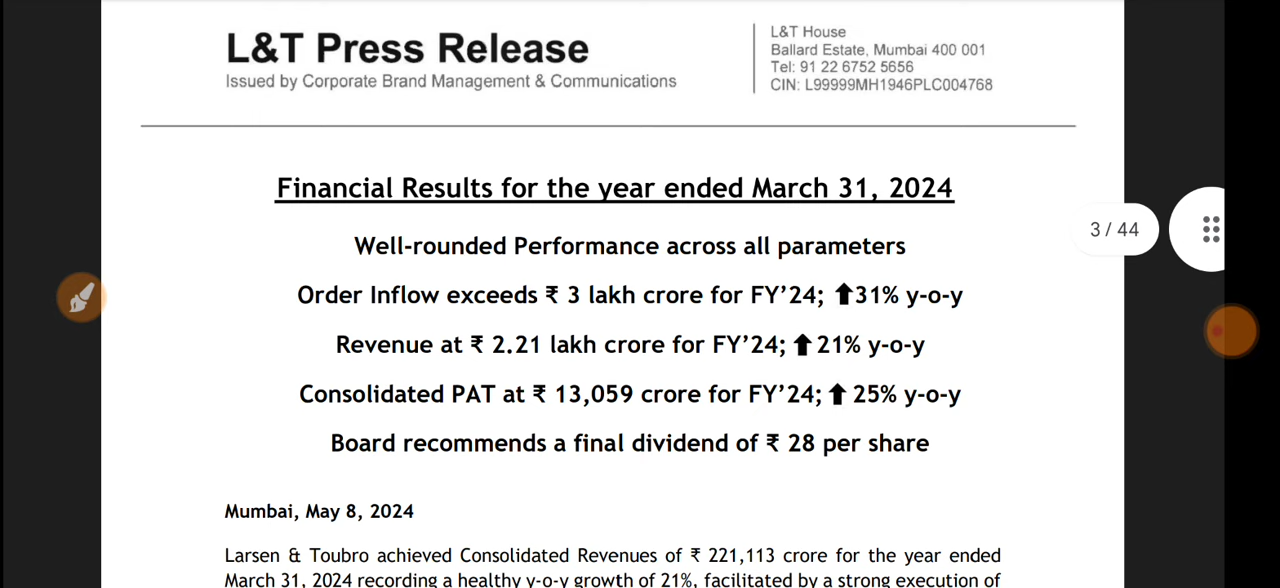 L&T Press Release
Issued by Corporate Brand Management & Communications
L&T House
Ballard Estate, Mumbai 400 001
Tel: 91 22 6752 5656
CIN: L99999MH1946PLC004768
Financial Results for the year ended March 31, 2024
Well-rounded Performance across all parameters
Order Inflow exceeds ₹ 3 lakh crore for FY’24; ⬆31% y-o-y
Revenue at ₹ 2.21 lakh crore for FY’24; ⬆21% y-o-y
Consolidated PAT at ₹ 13,059 crore for FY’24; ⬆25% y-o-y
Board recommends a final dividend of ₹ 28 per share
3 / 44
Mumbai, May 8, 2024
Larsen & Toubro achieved Consolidated Revenues of ₹ 221,113 crore for the year ended
March 31, 2024 recording a healthy y-o-y growth of 21%, facilitated by a strong execution of